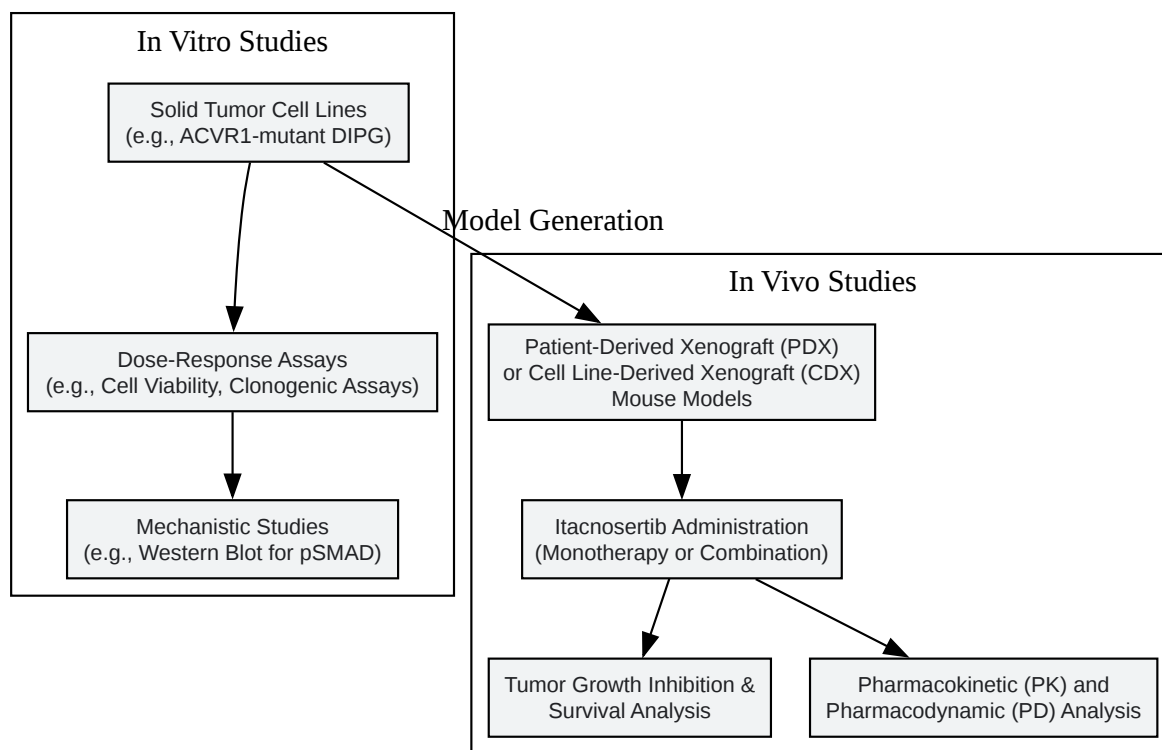 In Vitro Studies
Solid Tumor Cell Lines
(e.g., ACVR1-mutant DIPG)
Model Generation
In Vivo Studies
Dose-Response Assays
(e.g., Cell Viability, Clonogenic Assays)
Patient-Derived Xenograft (PDX)
or Cell Line-Derived Xenograft (CDX)
Mouse Models
Mechanistic Studies
(e.g., Western Blot for pSMAD)
Itacnosertib Administration
(Monotherapy or Combination)
Tumor Growth Inhibition &
Survival Analysis
Pharmacokinetic (PK) and
Pharmacodynamic (PD) Analysis